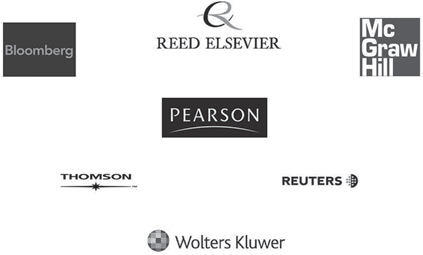 Bloomberg
REED ELSEVIER
Mc
Graw
Hill
PEARSON
THOMSON
REUTERS
Wolters Kluwer